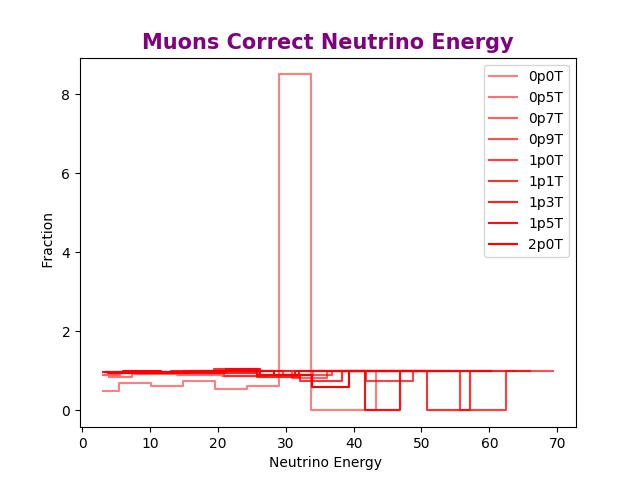 Muons Correct Neutrino Energy
Fraction
8
6
4
2
0
0p0T
0p5T
0p7T
0p9T
1p0T
1p1T
1p3T
1p5T
2p0T
0 10 20 30 40 50 60 70
Neutrino Energy